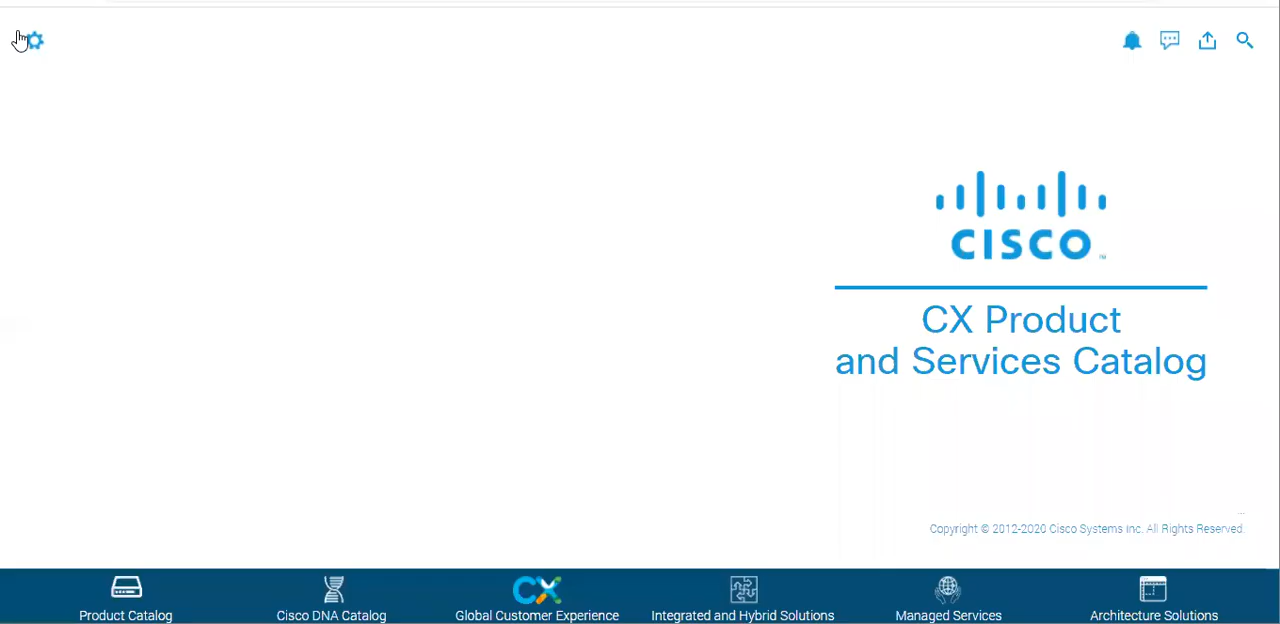 CISCO
CX Product
and Services Catalog
Copyright © 2012-2020 Cisco Systems Inc. All Rights Reserved.
CX
Product Catalog
Cisco DNA Catalog
Global Customer Experience
Integrated and Hybrid Solutions
Managed Services
Architecture Solutions